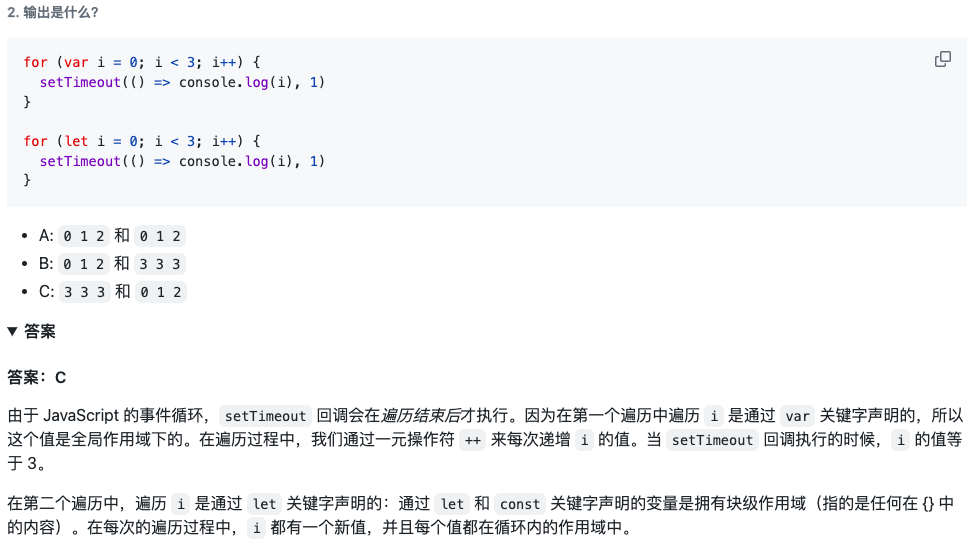 2. 输出是什么?
for (var i = 0; i < 3; i++) {
  setTimeout(() => console.log(i), 1)
}
for (let i = 0; i < 3; i++) {
  setTimeout(() => console.log(i), 1)
}
• A: 0 1 2 和 0 1 2
• B: 0 1 2 和 3 3 3
• C: 3 3 3 和 0 1 2
▼ 答案
答案：C
由于 JavaScript 的事件循环，setTimeout 回调会在遍历结束后才执行。因为在第一个遍历中遍历 i 是通过 var 关键字声明的，所以
这个值是全局作用域下的。在遍历过程中，我们通过一元操作符 ++ 来每次递增 i 的值。当 setTimeout 回调执行的时候，i 的值等
于 3。
在第二个遍历中，遍历 i 是通过 let 关键字声明的：通过 let 和 const 关键字声明的变量是拥有块级作用域（指的是任何在 {} 中
的内容）。在每次的遍历过程中，i 都有一个新值，并且每个值都在循环内的作用域中。